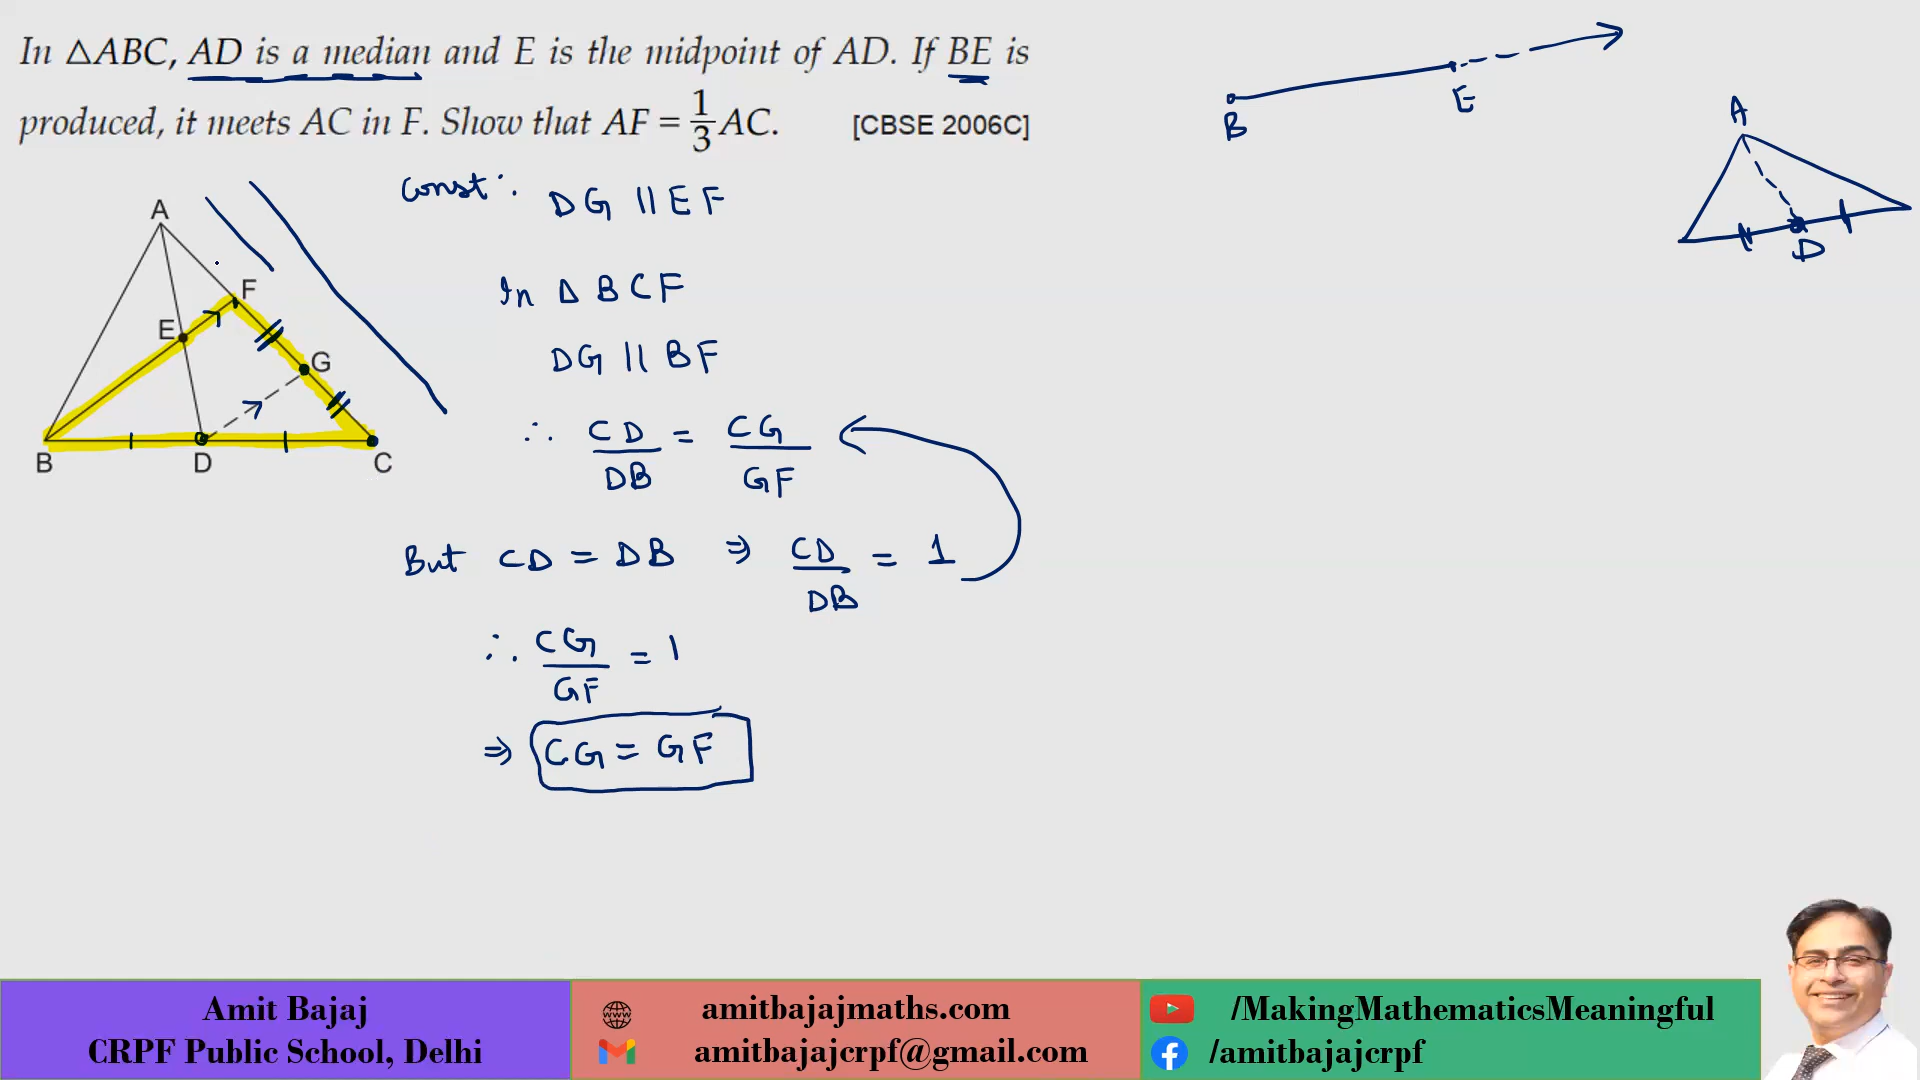 In △ABC, AD is a median and E is the midpoint of AD. If BE is
produced, it meets AC in F. Show that AF = 1/3 AC. [CBSE 2006C]
B
E
A
D
A
F
E
G
B
D
C
Const :
DG || EF
In △ BCF
DG || BF
∴ CD/DB = CG/GF
But CD = DB ⇒ CD/DB = 1
∴ CG/GF = 1
⇒ CG = GF
Amit Bajaj
CRPF Public School, Delhi
www
amitbajajmaths.com
amitbajajcrpf@gmail.com
/MakingMathematicsMeaningful
/amitbajajcrpf